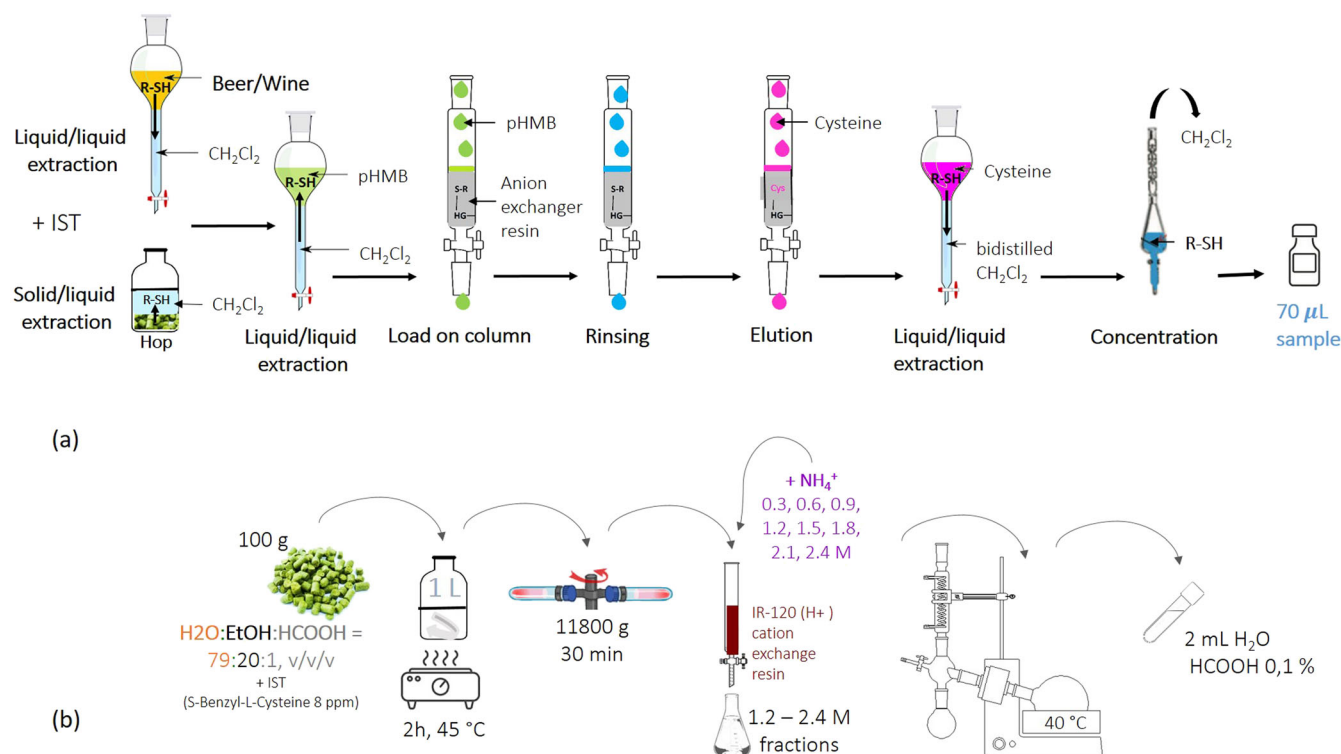 R-SH
Beer/Wine
Liquid/liquid
extraction
CH₂Cl₂
+ IST
Solid/liquid
extraction
R-SH
CH₂Cl₂
Hop
R-SH
pHMB
CH₂Cl₂
Liquid/liquid
extraction
pHMB
S-R
HG
Anion
exchanger
resin
Load on column
S-R
HG
Rinsing
Cysteine
Cys
HG
Elution
R-SH
Cysteine
bidistilled
CH₂Cl₂
Liquid/liquid
extraction
CH₂Cl₂
R-SH
Concentration
70 μL
sample
(a)
100 g
H2O:EtOH:HCOOH =
79:20:1, v/v/v
+ IST
(S-Benzyl-L-Cysteine 8 ppm)
1 L
2h, 45 °C
11800 g
30 min
+ NH₄⁺
0.3, 0.6, 0.9,
1.2, 1.5, 1.8,
2.1, 2.4 M
IR-120 (H+ )
cation
exchange
resin
1.2 – 2.4 M
fractions
40 °C
2 mL H₂O
HCOOH 0,1 %
(b)